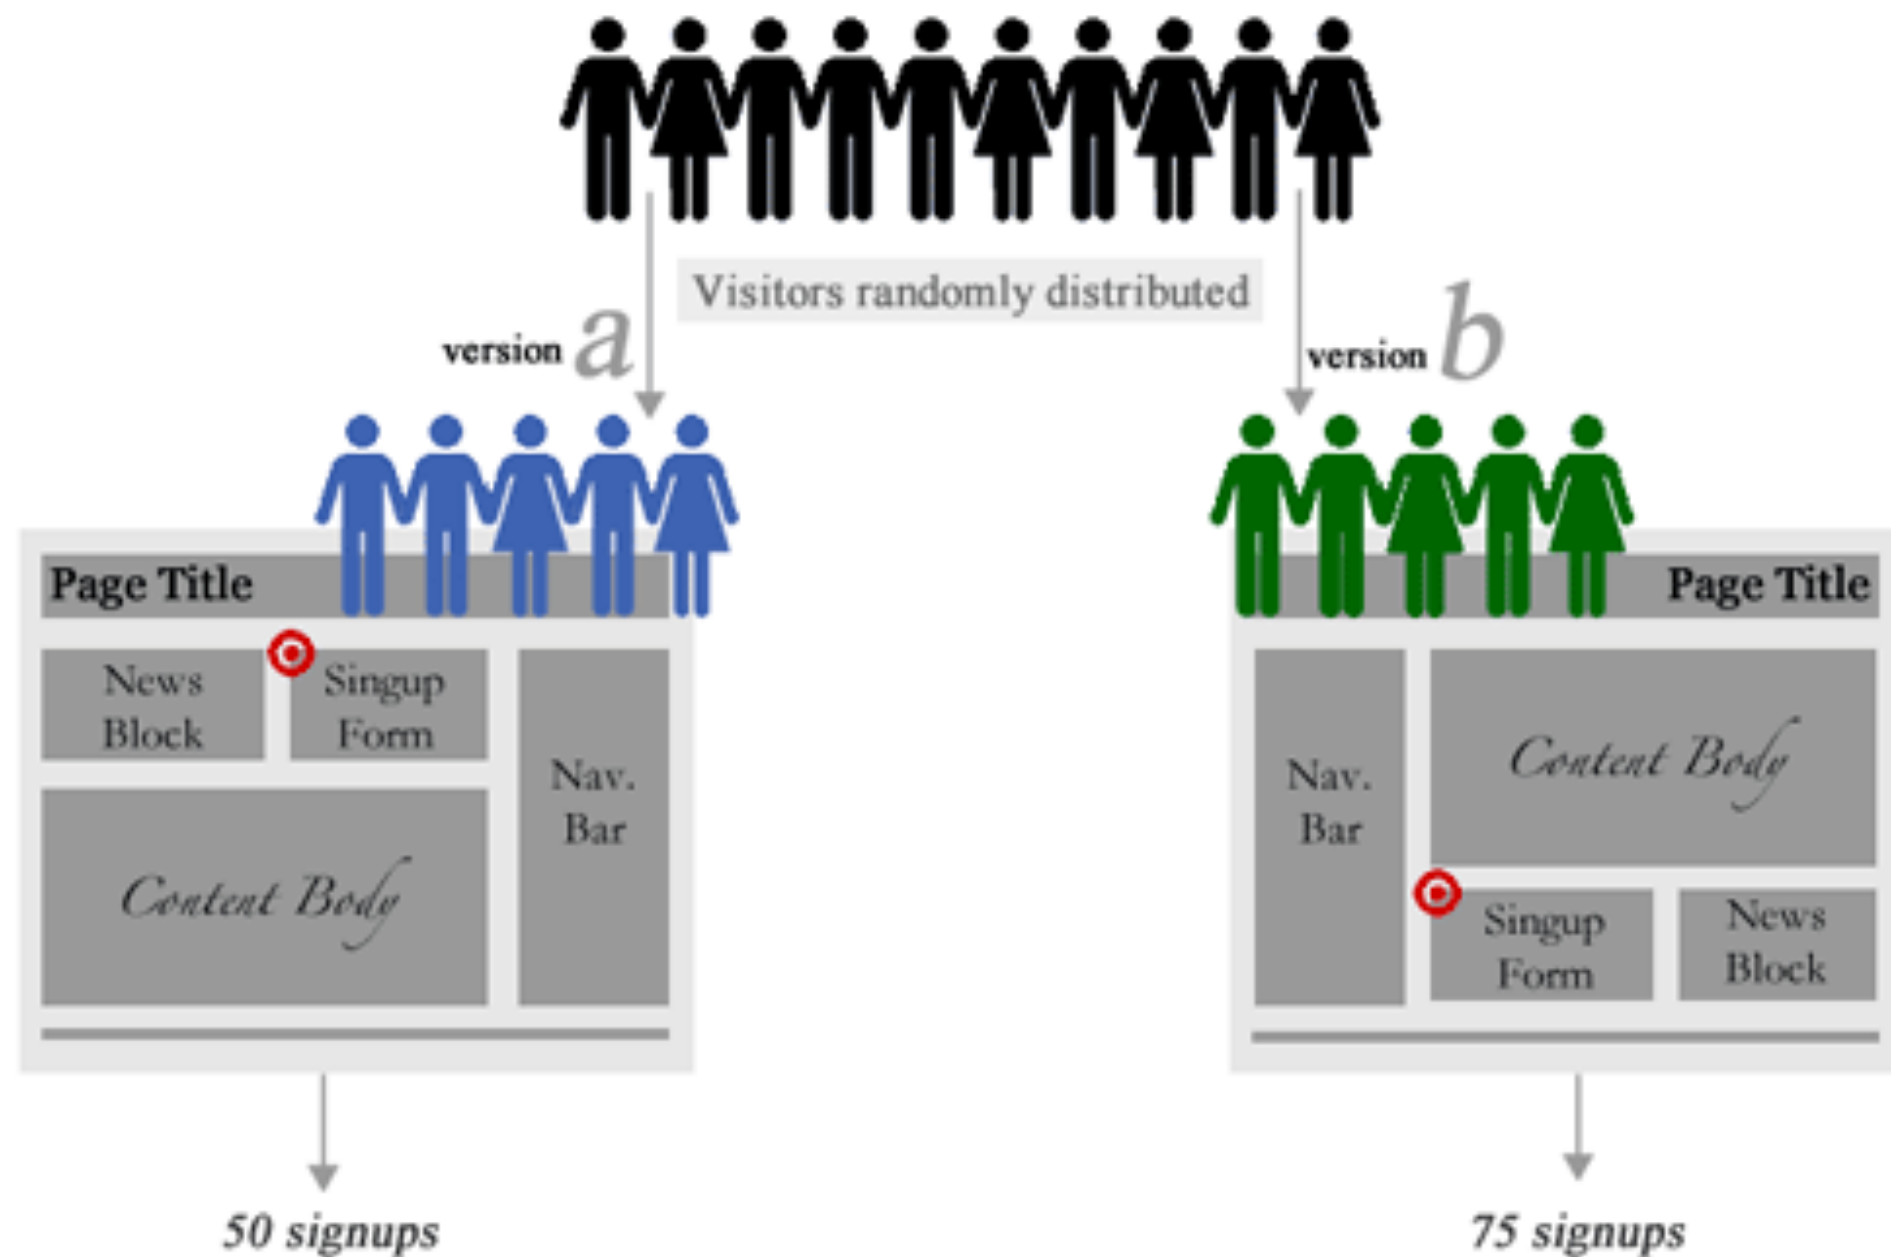 Visitors randomly distributed
version a
version b
Page Title
News
Block
Singup
Form
Nav.
Bar
Content Body
50 signups
Page Title
Nav.
Bar
Content Body
Singup
Form
News
Block
75 signups